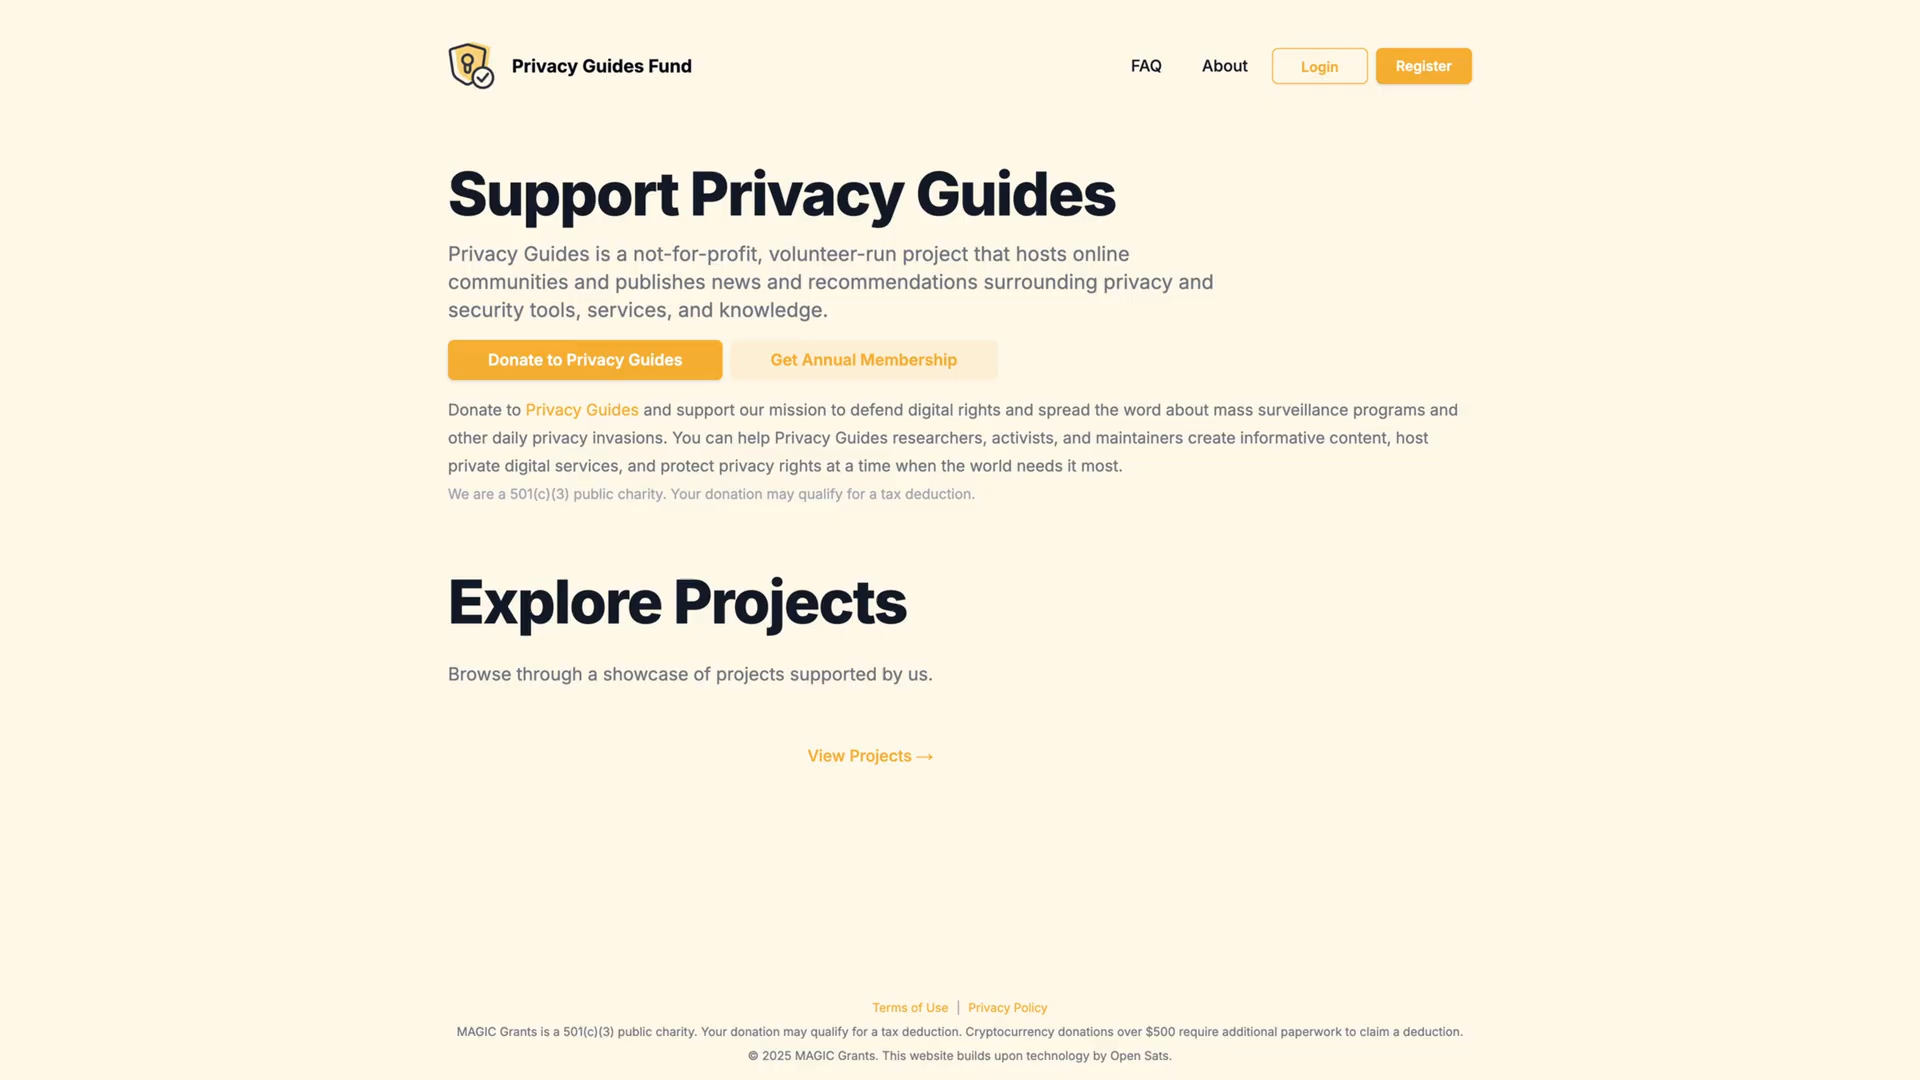 Privacy Guides Fund
FAQ
About
Login
Register
Support Privacy Guides
Privacy Guides is a not-for-profit, volunteer-run project that hosts online
communities and publishes news and recommendations surrounding privacy and
security tools, services, and knowledge.
Donate to Privacy Guides
Get Annual Membership
Donate to Privacy Guides and support our mission to defend digital rights and spread the word about mass surveillance programs and
other daily privacy invasions. You can help Privacy Guides researchers, activists, and maintainers create informative content, host
private digital services, and protect privacy rights at a time when the world needs it most.
We are a 501(c)(3) public charity. Your donation may qualify for a tax deduction.
Explore Projects
Browse through a showcase of projects supported by us.
View Projects →
Terms of Use | Privacy Policy
MAGIC Grants is a 501(c)(3) public charity. Your donation may qualify for a tax deduction. Cryptocurrency donations over $500 require additional paperwork to claim a deduction.
© 2025 MAGIC Grants. This website builds upon technology by Open Sats.